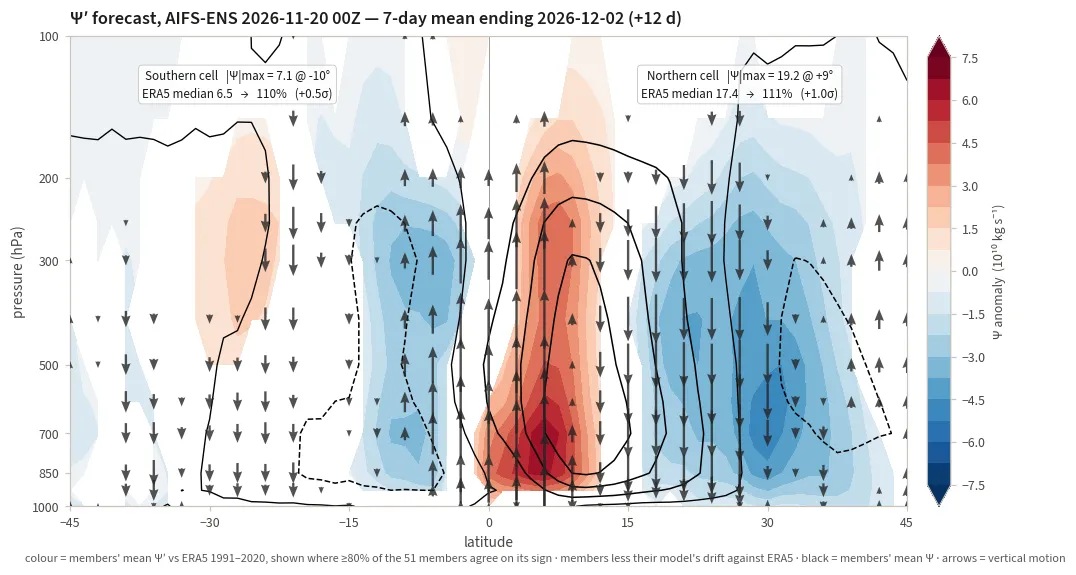 Ψ′ forecast, AIFS-ENS 2026-11-20 00Z — 7-day mean ending 2026-12-02 (+12 d)
Southern cell |Ψ|max = 7.1 @ -10°
ERA5 median 6.5 → 110% (+0.5σ)
Northern cell |Ψ|max = 19.2 @ +9°
ERA5 median 17.4 → 111% (+1.0σ)
pressure (hPa)
100
200
300
400
500
700
850
1000
−45
−30
−15
0
15
30
45
latitude
7.5
6.0
4.5
3.0
1.5
0.0
−1.5
−3.0
−4.5
−6.0
−7.5
Ψ anomaly (10¹⁰ kg s⁻¹)
colour = members' mean Ψ′ vs ERA5 1991–2020, shown where ≥80% of the 51 members agree on its sign · members less their model's drift against ERA5 · black = members' mean Ψ · arrows = vertical motion